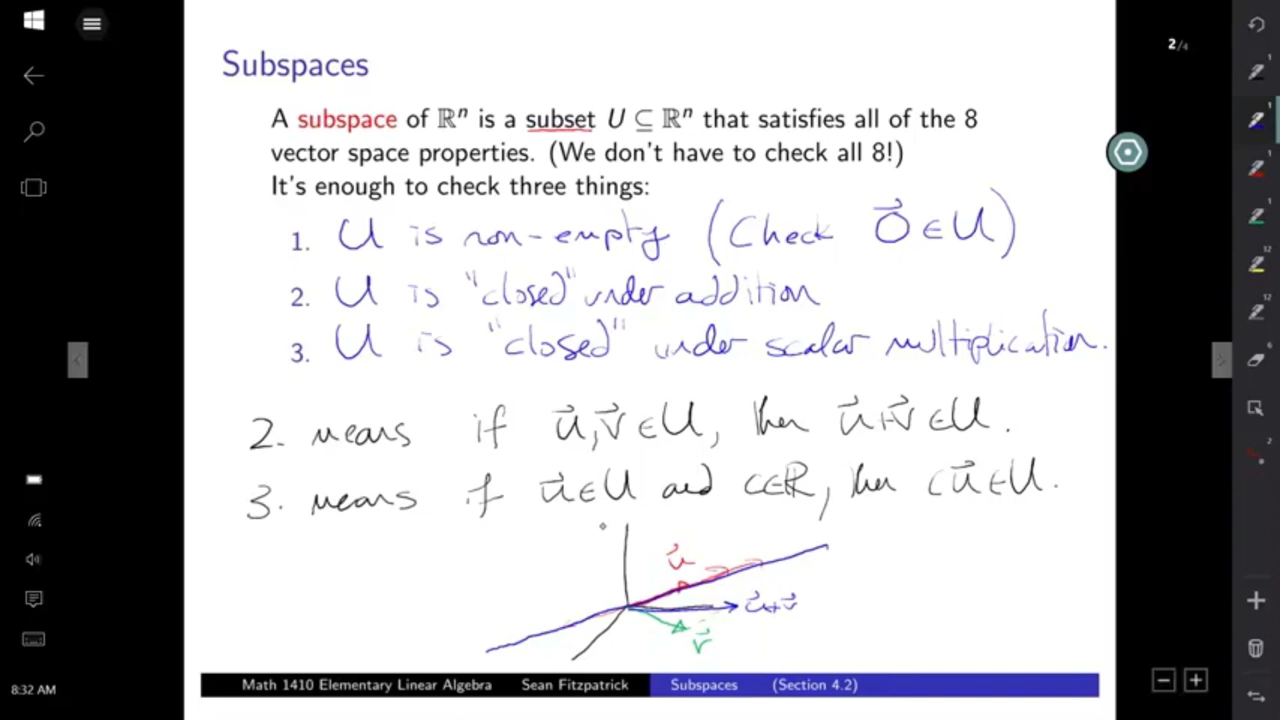 2/4
Subspaces
A subspace of ℝⁿ is a subset U ⊆ ℝⁿ that satisfies all of the 8
vector space properties. (We don't have to check all 8!)
It's enough to check three things:
1. U is non-empty (Check 0⃗ ∈ U)
2. U is "closed" under addition
3. U is "closed" under scalar multiplication.
2. means if u⃗, v⃗ ∈ U, then u⃗+v⃗ ∈ U.
3. means if u⃗ ∈ U and c∈ℝ, then cu⃗ ∈ U.
u⃗
u⃗+v⃗
v⃗
Math 1410 Elementary Linear Algebra Sean Fitzpatrick Subspaces (Section 4.2)
8:32 AM